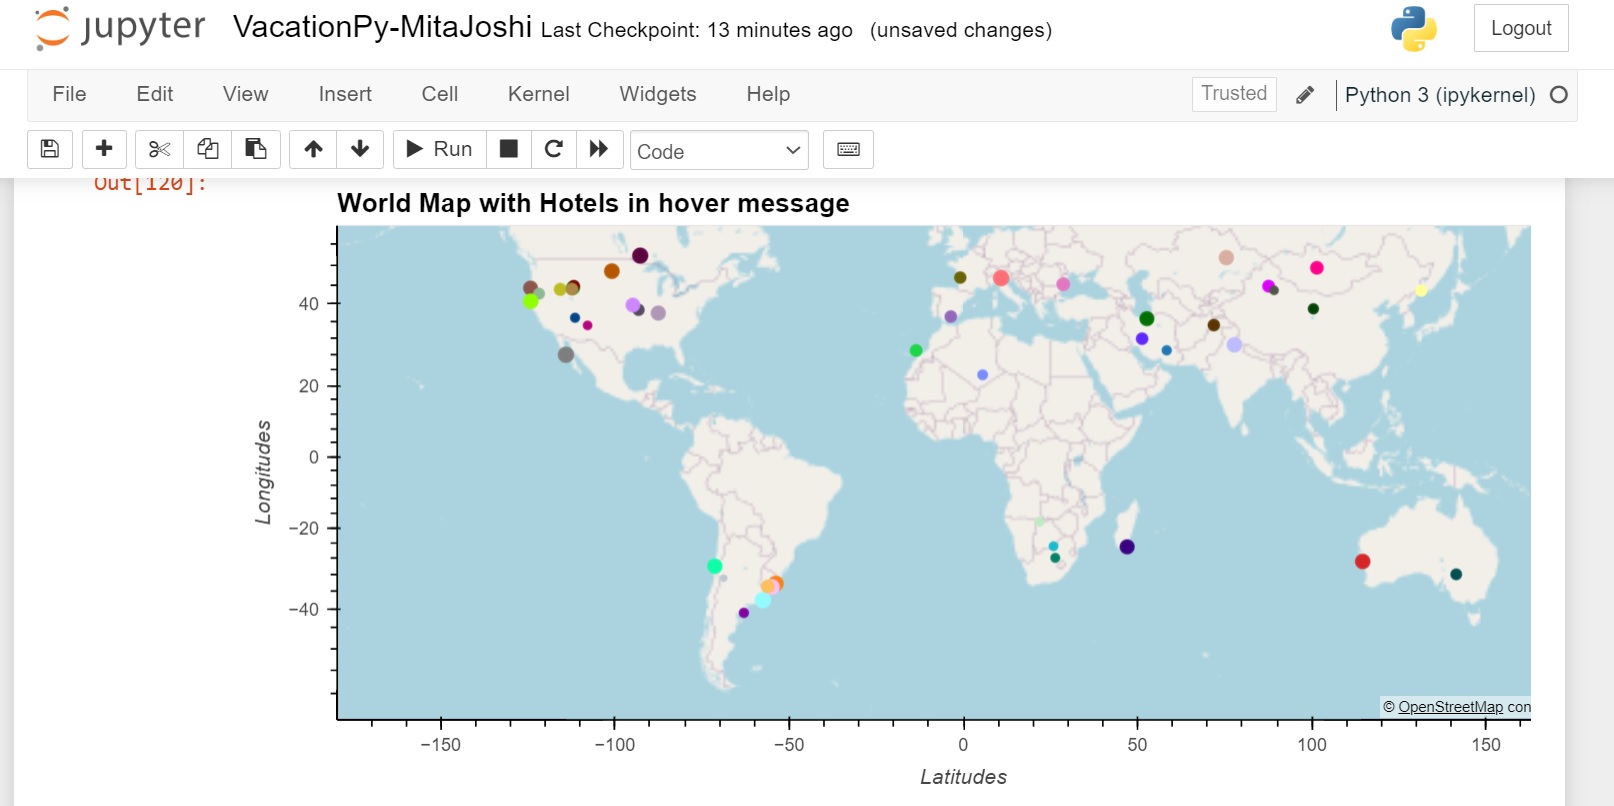 jupyter VacationPy-MitaJoshi Last Checkpoint: 13 minutes ago (unsaved changes) Logout
File Edit View Insert Cell Kernel Widgets Help Trusted Python 3 (ipykernel)
Run Code
Out[120]:
World Map with Hotels in hover message
40
20
0
−20
−40
Longitudes
© OpenStreetMap con
−150 −100 −50 0 50 100 150
Latitudes